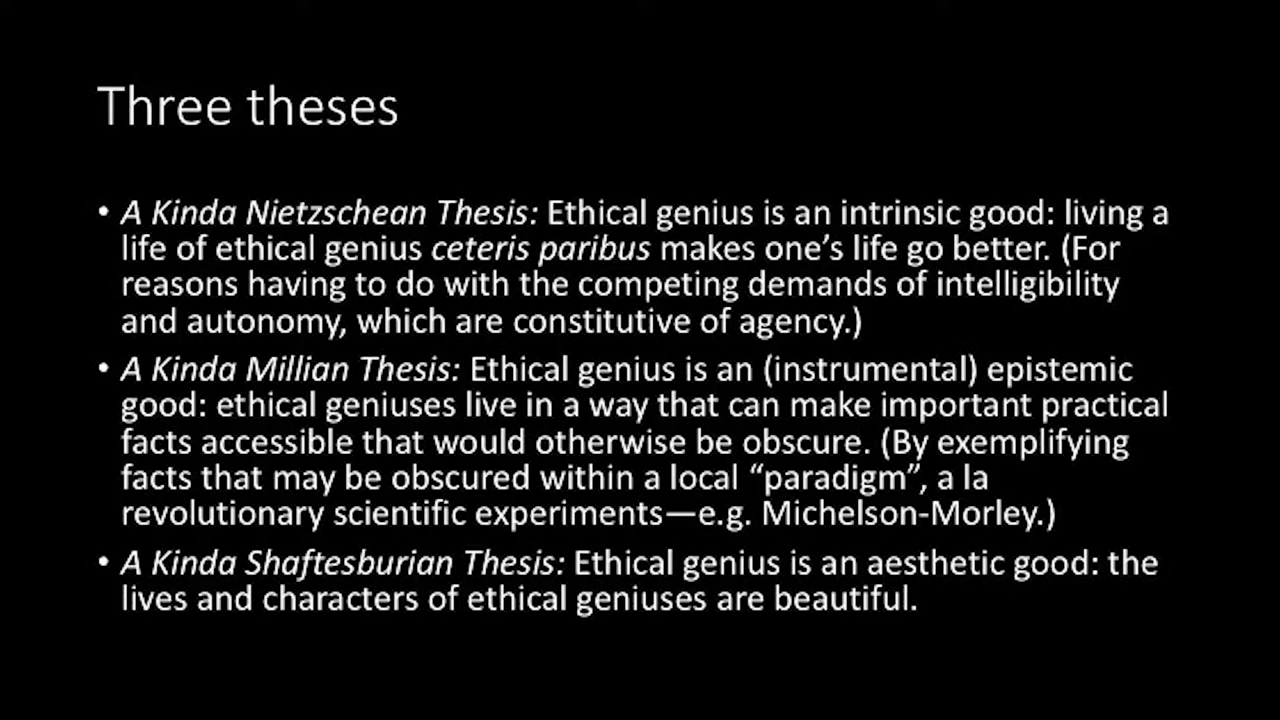 Three theses
• A Kinda Nietzschean Thesis: Ethical genius is an intrinsic good: living a
life of ethical genius ceteris paribus makes one’s life go better. (For
reasons having to do with the competing demands of intelligibility
and autonomy, which are constitutive of agency.)
• A Kinda Millian Thesis: Ethical genius is an (instrumental) epistemic
good: ethical geniuses live in a way that can make important practical
facts accessible that would otherwise be obscure. (By exemplifying
facts that may be obscured within a local “paradigm”, a la
revolutionary scientific experiments—e.g. Michelson-Morley.)
• A Kinda Shaftesburian Thesis: Ethical genius is an aesthetic good: the
lives and characters of ethical geniuses are beautiful.